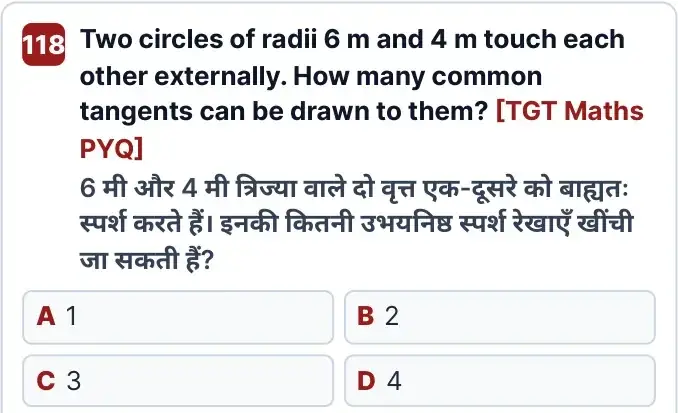 118 Two circles of radii 6 m and 4 m touch each
other externally. How many common
tangents can be drawn to them? [TGT Maths
PYQ]
6 मी और 4 मी त्रिज्या वाले दो वृत्त एक-दूसरे को बाह्यतः
स्पर्श करते हैं। इनकी कितनी उभयनिष्ठ स्पर्श रेखाएँ खींची
जा सकती हैं?
A 1 B 2
C 3 D 4